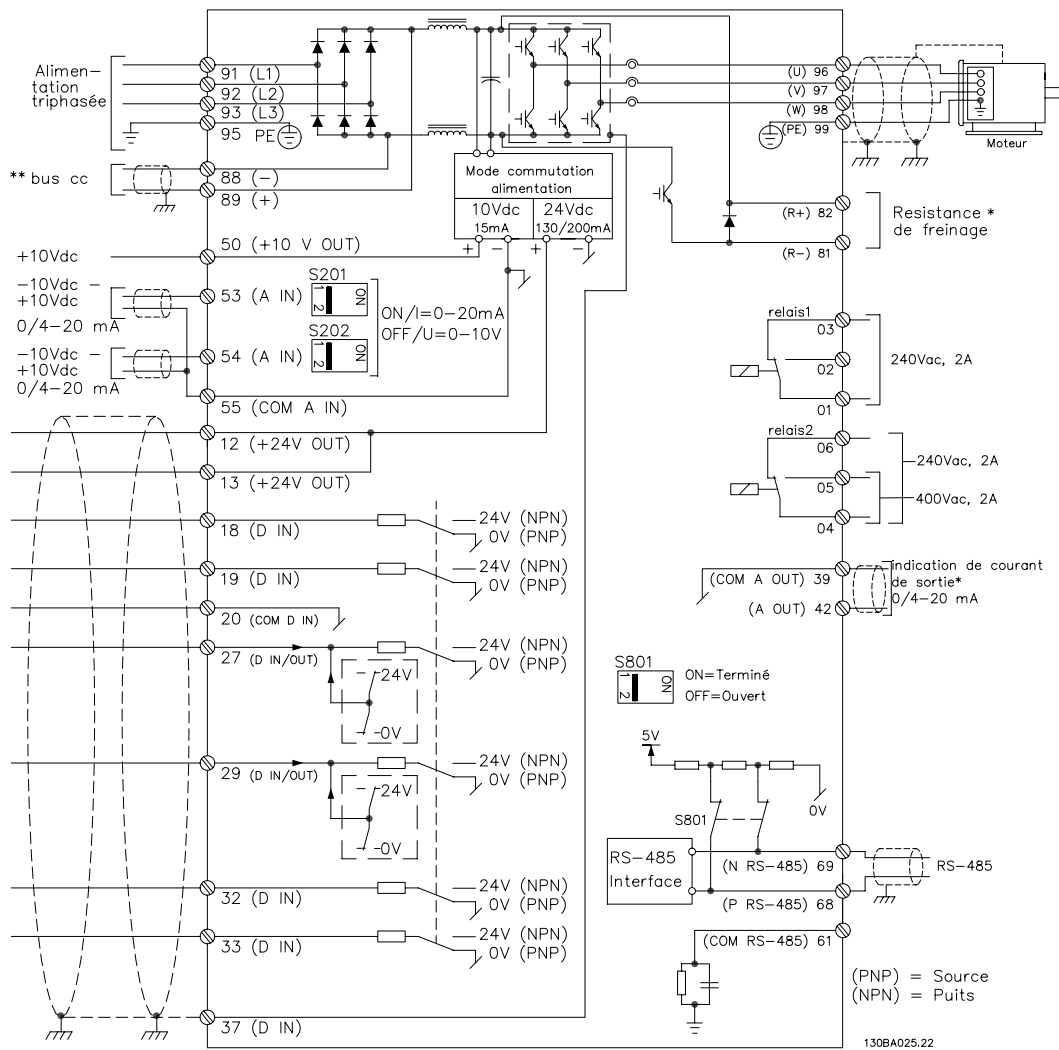 Alimen-
tation
triphasée
91 (L1)
92 (L2)
93 (L3)
95 PE
** bus cc
88 (−)
89 (+)
Mode commutation
alimentation
10Vdc
15mA
24Vdc
130/200mA
+ − + −
(U) 96
(V) 97
(W) 98
(PE) 99
Moteur
(R+) 82
(R−) 81
Resistance *
de freinage
+10Vdc
50 (+10 V OUT)
−10Vdc −
+10Vdc
0/4−20 mA
53 (A IN)
S201
1 2 ON
ON/I=0−20mA
OFF/U=0−10V
S202
1 2 ON
−10Vdc −
+10Vdc
0/4−20 mA
54 (A IN)
55 (COM A IN)
12 (+24V OUT)
13 (+24V OUT)
18 (D IN)
24V (NPN)
0V (PNP)
19 (D IN)
24V (NPN)
0V (PNP)
20 (COM D IN)
27 (D IN/OUT)
24V (NPN)
0V (PNP)
24V
0V
29 (D IN/OUT)
24V (NPN)
0V (PNP)
24V
0V
32 (D IN)
24V (NPN)
0V (PNP)
33 (D IN)
24V (NPN)
0V (PNP)
37 (D IN)
relais1
03
02
01
240Vac, 2A
relais2
06
05
04
240Vac, 2A
400Vac, 2A
(COM A OUT) 39
(A OUT) 42
indication de courant
de sortie*
0/4−20 mA
S801
1 2 ON
ON=Terminé
OFF=Ouvert
5V
S801
0V
RS−485
Interface
(N RS−485) 69
(P RS−485) 68
RS−485
(COM RS−485) 61
(PNP) = Source
(NPN) = Puits
130BA025.22